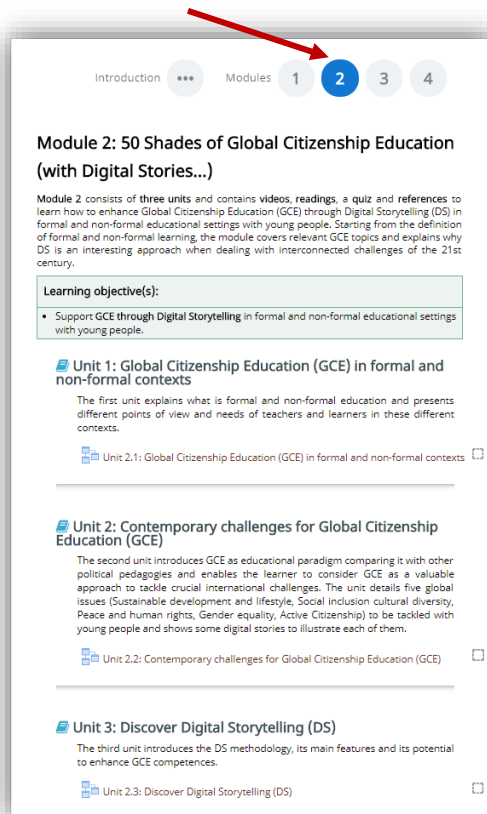 Introduction ••• Modules 1 2 3 4
Module 2: 50 Shades of Global Citizenship Education
(with Digital Stories...)
Module 2 consists of three units and contains videos, readings, a quiz and references to
learn how to enhance Global Citizenship Education (GCE) through Digital Storytelling (DS) in
formal and non-formal educational settings with young people. Starting from the definition
of formal and non-formal learning, the module covers relevant GCE topics and explains why
DS is an interesting approach when dealing with interconnected challenges of the 21st
century.
Learning objective(s):
• Support GCE through Digital Storytelling in formal and non-formal educational settings
with young people.
Unit 1: Global Citizenship Education (GCE) in formal and
non-formal contexts
The first unit explains what is formal and non-formal education and presents
different points of view and needs of teachers and learners in these different
contexts.
Unit 2.1: Global Citizenship Education (GCE) in formal and non-formal contexts
Unit 2: Contemporary challenges for Global Citizenship
Education (GCE)
The second unit introduces GCE as educational paradigm comparing it with other
political pedagogies and enables the learner to consider GCE as a valuable
approach to tackle crucial international challenges. The unit details five global
issues (Sustainable development and lifestyle, Social inclusion cultural diversity,
Peace and human rights, Gender equality, Active Citizenship) to be tackled with
young people and shows some digital stories to illustrate each of them.
Unit 2.2: Contemporary challenges for Global Citizenship Education (GCE)
Unit 3: Discover Digital Storytelling (DS)
The third unit introduces the DS methodology, its main features and its potential
to enhance GCE competences.
Unit 2.3: Discover Digital Storytelling (DS)